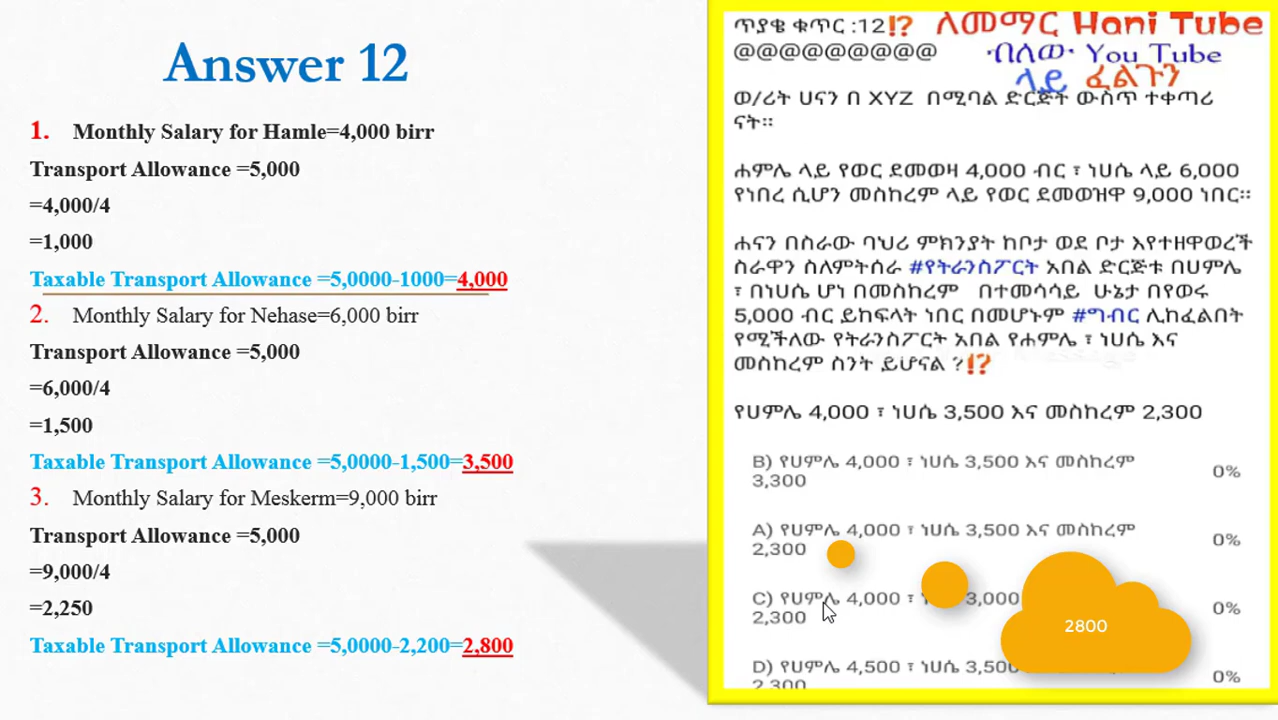 Answer 12
1. Monthly Salary for Hamle=4,000 birr
Transport Allowance =5,000
=4,000/4
=1,000
Taxable Transport Allowance =5,0000-1000=4,000
2. Monthly Salary for Nehase=6,000 birr
Transport Allowance =5,000
=6,000/4
=1,500
Taxable Transport Allowance =5,0000-1,500=3,500
3. Monthly Salary for Meskerm=9,000 birr
Transport Allowance =5,000
=9,000/4
=2,250
Taxable Transport Allowance =5,0000-2,200=2,800
ጥያቄ ቁጥር :12⁉️ ለመማር Hani Tube
@@@@@@@@@ ብለው You Tube
ላይ ፈልጉን
ወ/ሪት ሀናን በ XYZ በሚባል ድርጅት ውስጥ ተቀጣሪ
ናት።
ሐምሌ ላይ የወር ደመወዛ 4,000 ብር ፣ ነሀሴ ላይ 6,000
የነበረ ሲሆን መስከረም ላይ የወር ደመወዝዋ 9,000 ነበር።
ሐናን በስራው ባህሪ ምክንያት ከቦታ ወደ ቦታ እየተዘዋወረች
ስራዋን ስለምትሰራ #የትራንስፖርት አበል ድርጅቱ በሀምሌ
፣ በነሀሴ ሆነ በመስከረም በተመሳሳይ ሁኔታ በየወሩ
5,000 ብር ይከፍላት ነበር በመሆኑም #ግብር ሊከፈልበት
የሚችለው የትራንስፖርት አበል የሐምሌ ፣ ነሀሴ እና
መስከረም ስንት ይሆናል ?⁉️
የሀምሌ 4,000 ፣ ነሀሴ 3,500 እና መስከረም 2,300
B) የሀምሌ 4,000 ፣ ነሀሴ 3,500 እና መስከረም
3,300 0%
A) የሀምሌ 4,000 ፣ ነሀሴ 3,500 እና መስከረም
2,300 0%
C) የሀምሌ 4,000 ፣ 3,000
2,300 0%
2800
D) የሀምሌ 4,500 ፣ ነሀሴ 3,500
2,300 0%